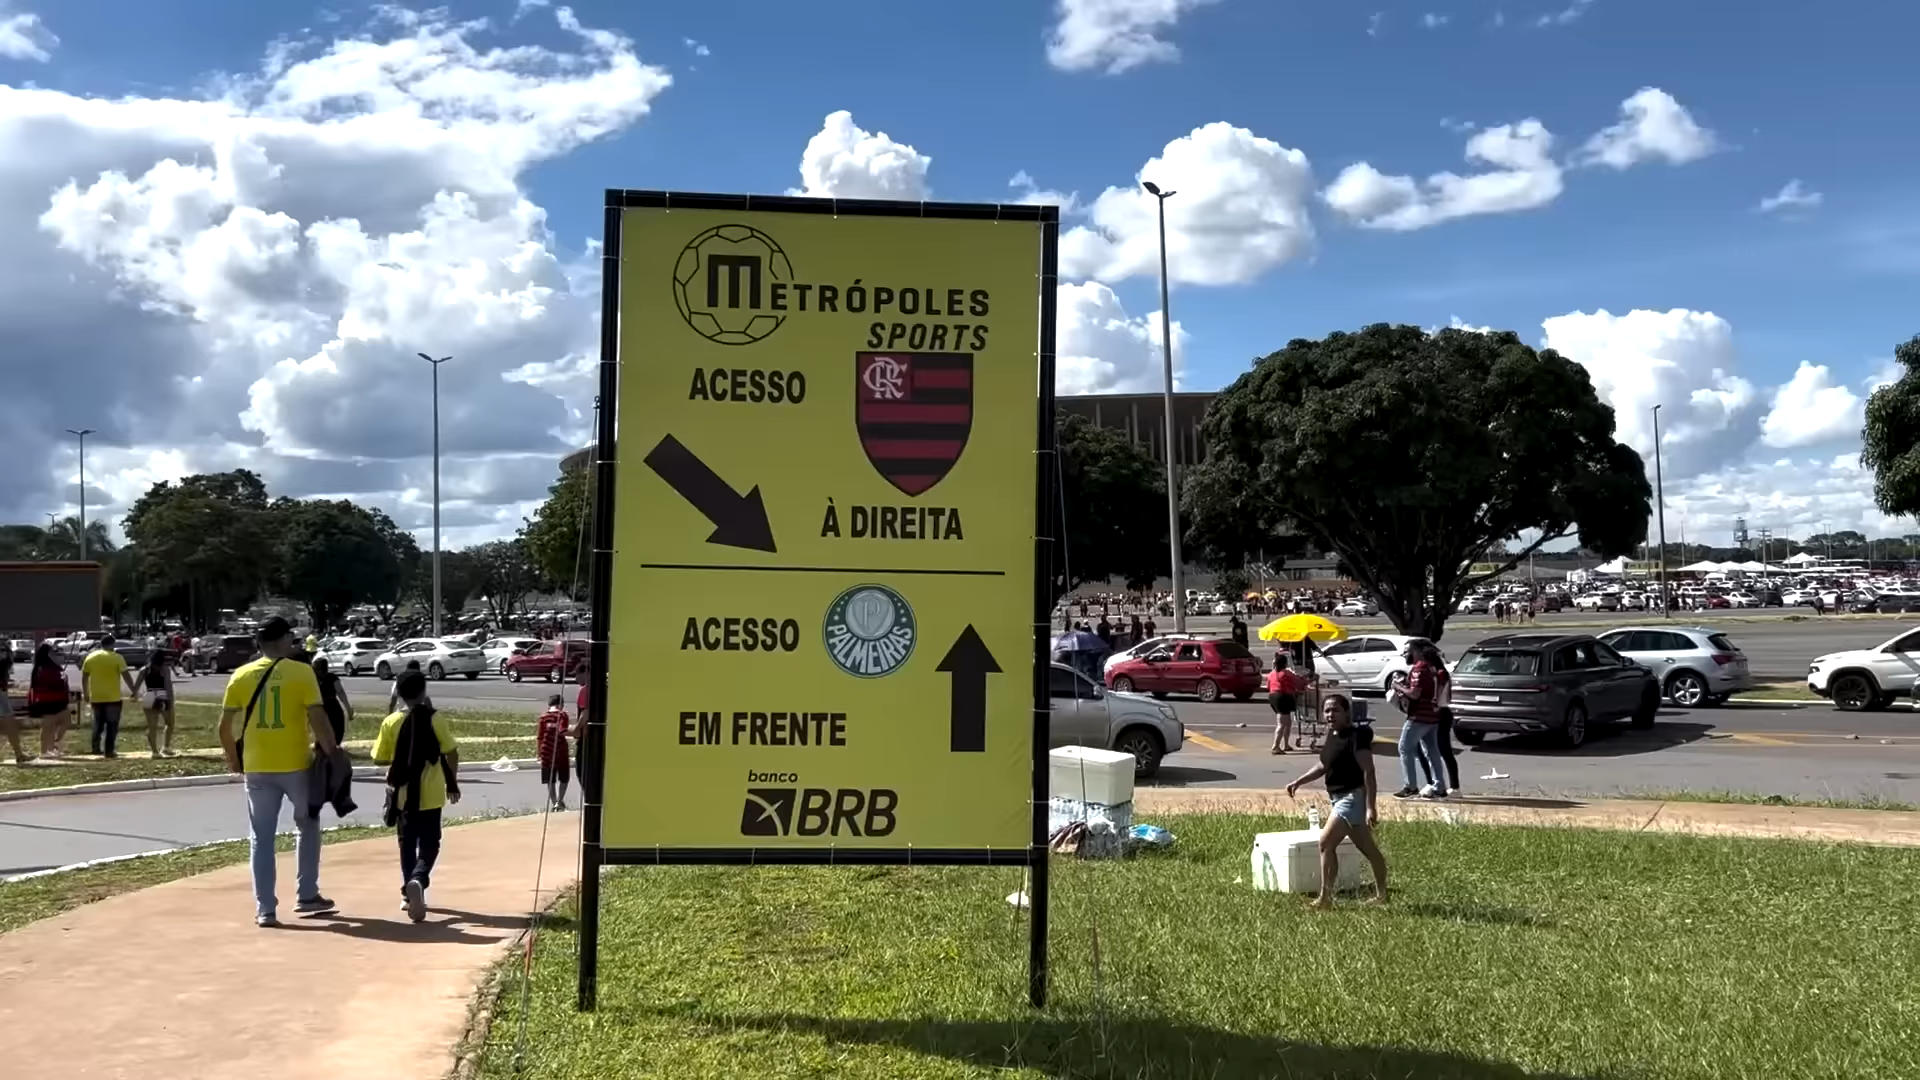 METRÓPOLES
SPORTS
ACESSO
CRF
À DIREITA
ACESSO
P
PALMEIRAS
EM FRENTE
banco
BRB
11